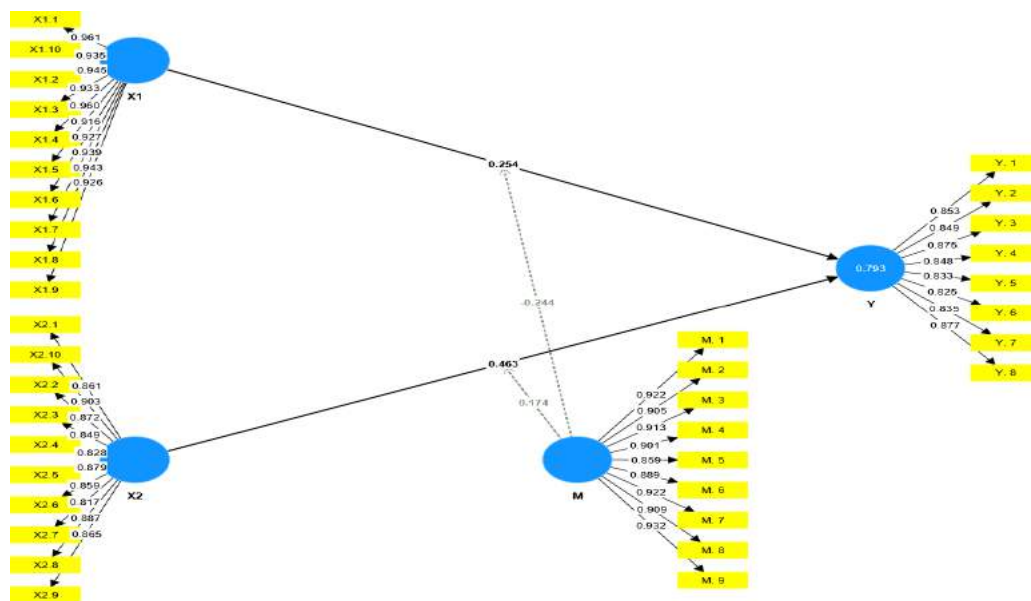 X1.1
X1.10
X1.2
X1.3
X1.4
X1.5
X1.6
X1.7
X1.8
X1.9
0.961
0.935
0.945
0.933
0.960
0.916
0.927
0.939
0.943
0.926
X1
0.254
-0.244
X2.1
X2.10
X2.2
X2.3
X2.4
X2.5
X2.6
X2.7
X2.8
X2.9
0.861
0.903
0.872
0.849
0.828
0.879
0.859
0.817
0.887
0.865
X2
0.463
0.174
M
0.922
0.905
0.913
0.901
0.859
0.889
0.922
0.909
0.932
M. 1
M. 2
M. 3
M. 4
M. 5
M. 6
M. 7
M. 8
M. 9
0.793
Y
0.853
0.849
0.875
0.848
0.833
0.825
0.835
0.877
Y. 1
Y. 2
Y. 3
Y. 4
Y. 5
Y. 6
Y. 7
Y. 8